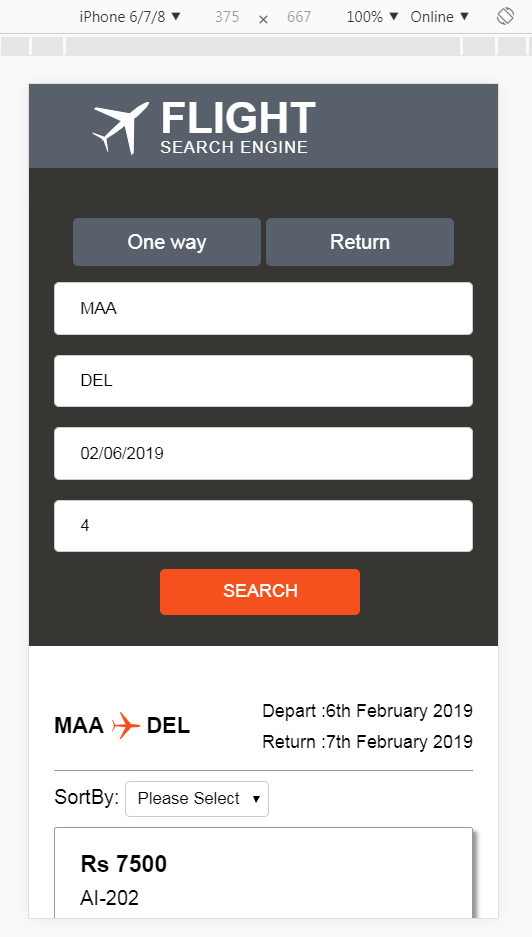 iPhone 6/7/8 ▼ 375 × 667 100% ▼ Online ▼
FLIGHT
SEARCH ENGINE
One way Return
MAA
DEL
02/06/2019
4
SEARCH
Depart :6th February 2019
MAA DEL
Return :7th February 2019
SortBy: Please Select ▼
Rs 7500
AI-202